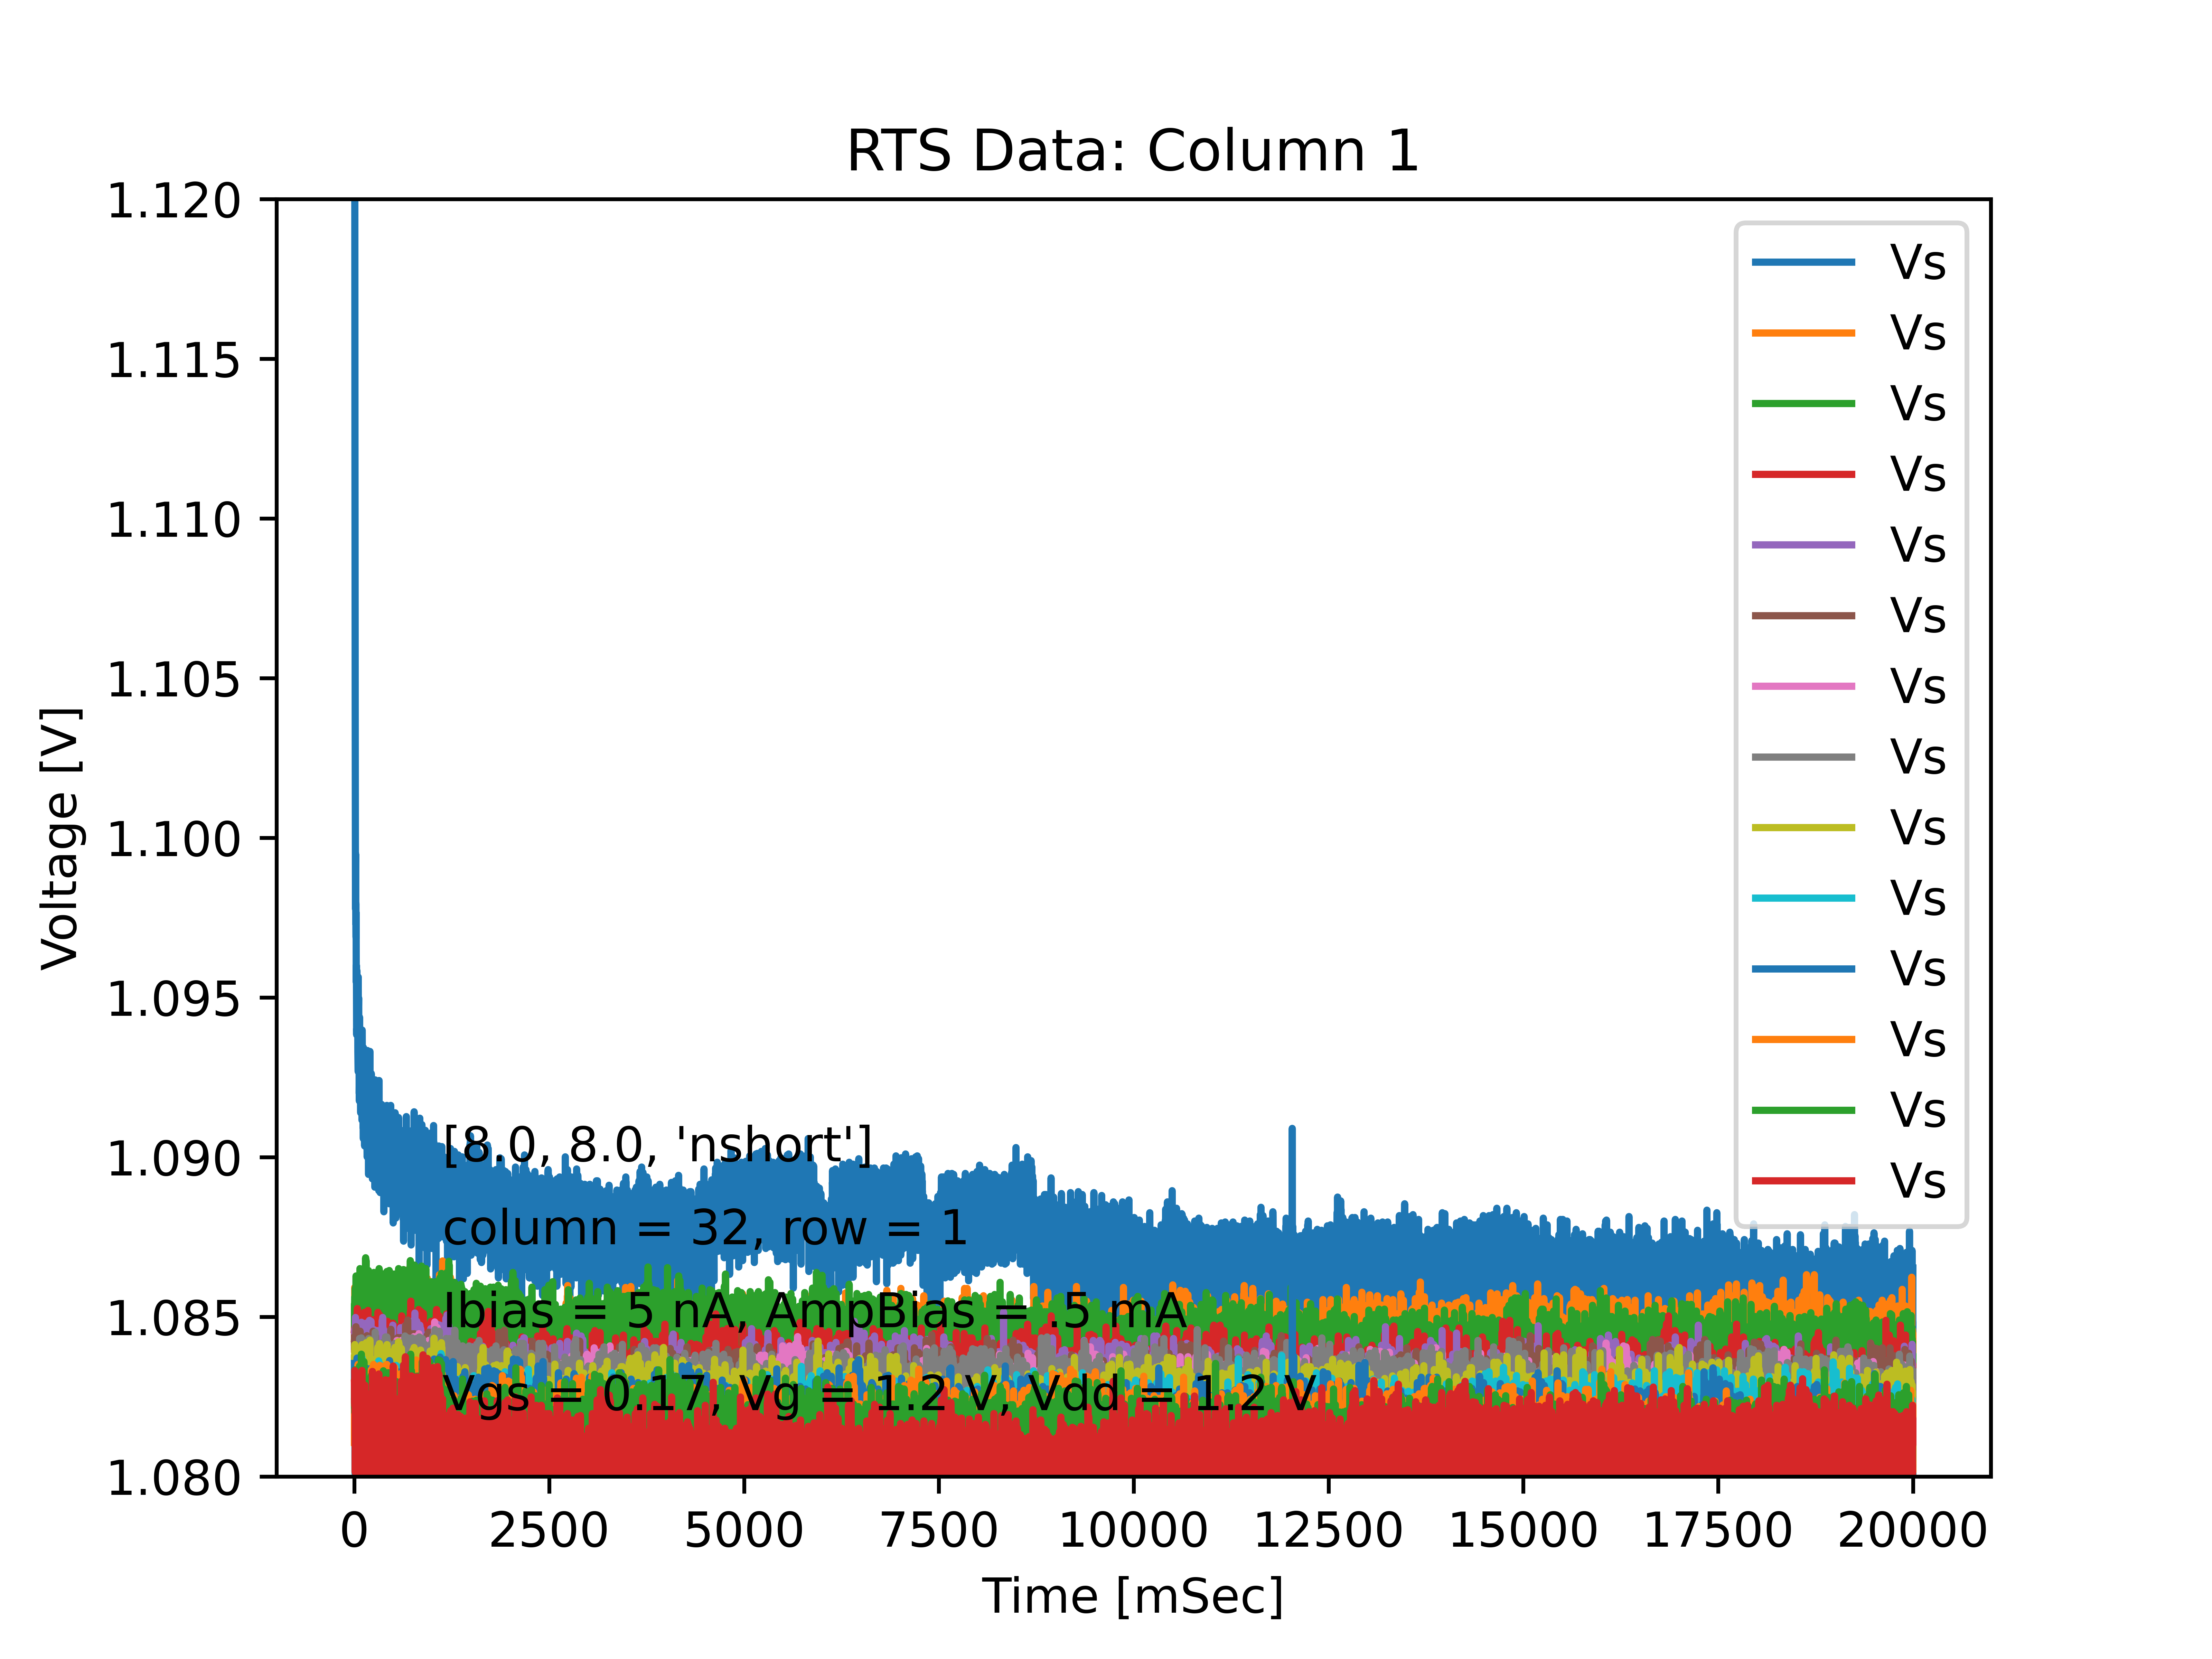 RTS Data: Column 1
1.120
1.115
1.110
1.105
1.100
1.095
1.090
1.085
1.080
Voltage [V]
Vs
Vs
Vs
Vs
Vs
Vs
Vs
Vs
Vs
Vs
Vs
Vs
Vs
Vs
[8.0, 8.0, 'nshort']
column = 32, row = 1
Ibias = 5 nA, AmpBias = .5 mA
Vgs = 0.17, Vg = 1.2 V, Vdd = 1.2 V
0 2500 5000 7500 10000 12500 15000 17500 20000
Time [mSec]